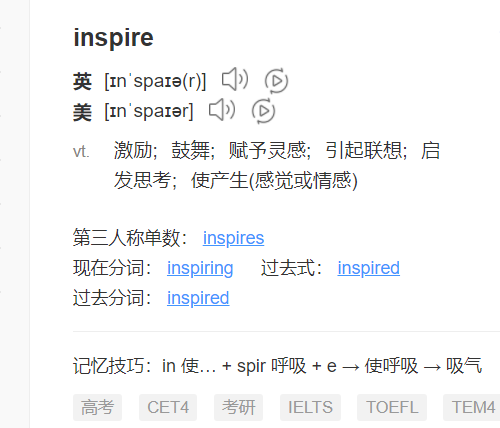 inspire
英 [ɪnˈspaɪə(r)]
美 [ɪnˈspaɪər]
vt. 激励；鼓舞；赋予灵感；引起联想；启
发思考；使产生(感觉或情感)
第三人称单数： inspires
现在分词： inspiring 过去式： inspired
过去分词： inspired
记忆技巧：in 使… + spir 呼吸 + e → 使呼吸 → 吸气
高考 CET4 考研 IELTS TOEFL TEM4